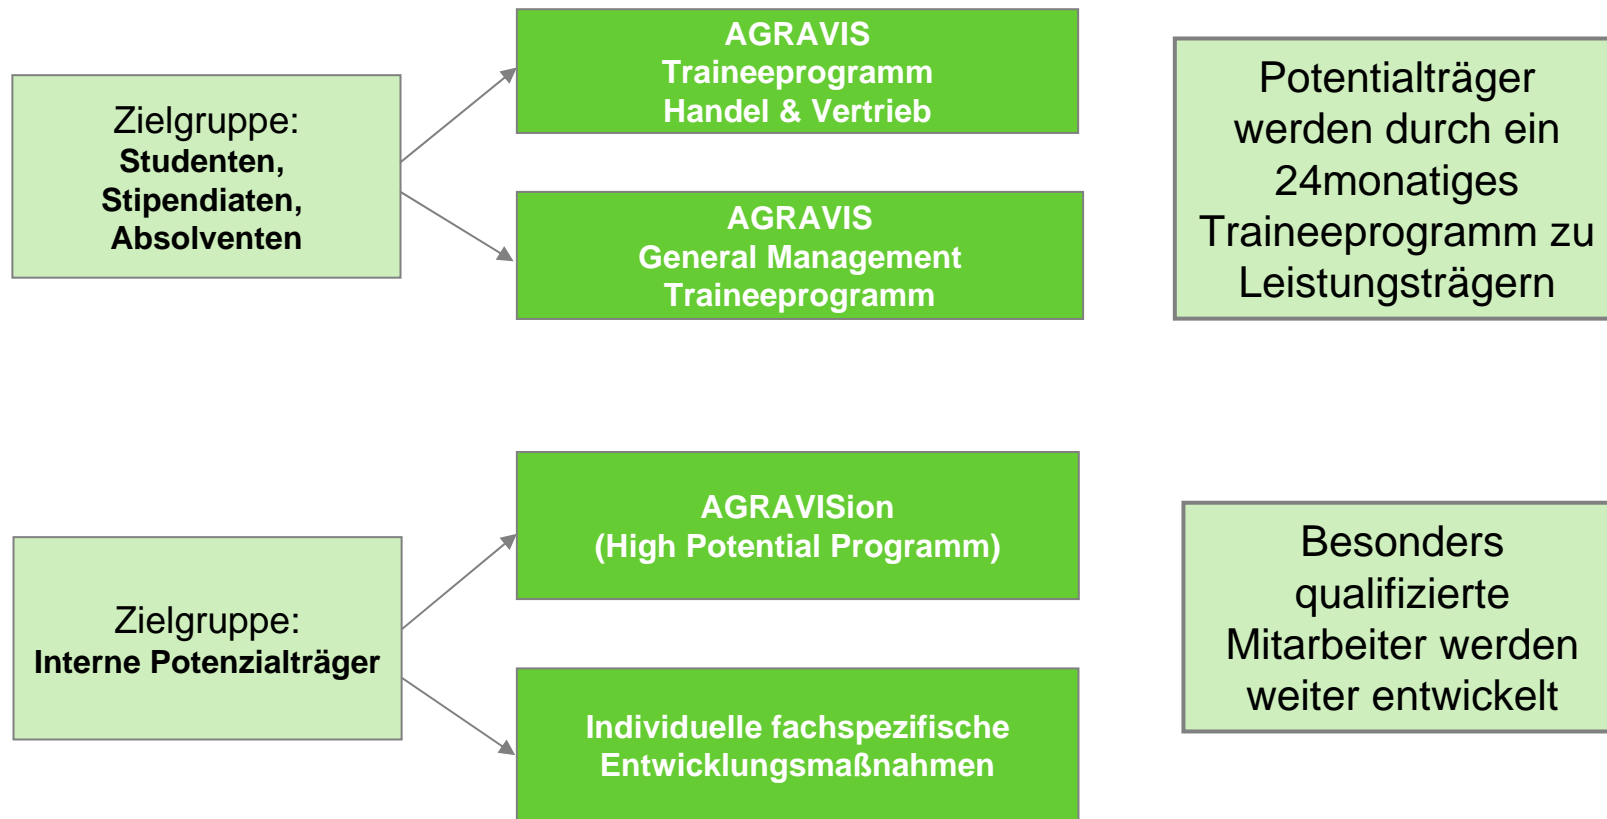 Zielgruppe:
Studenten,
Stipendiaten,
Absolventen
AGRAVIS
Traineeprogramm
Handel & Vertrieb
AGRAVIS
General Management
Traineeprogramm
Potentialträger
werden durch ein
24monatiges
Traineeprogramm zu
Leistungsträgern
Zielgruppe:
Interne Potenzialträger
AGRAVISion
(High Potential Programm)
Individuelle fachspezifische
Entwicklungsmaßnahmen
Besonders
qualifizierte
Mitarbeiter werden
weiter entwickelt